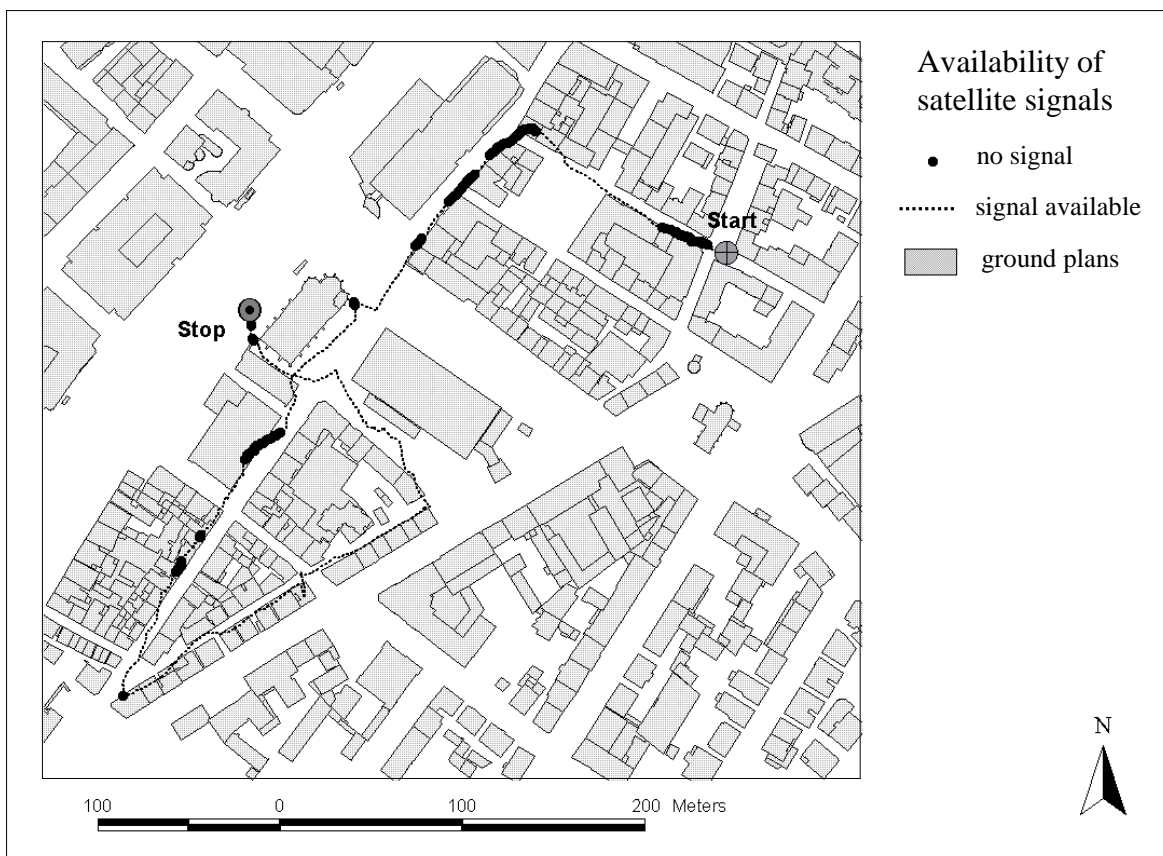 Availability of
satellite signals
no signal
signal available
ground plans
Start
Stop
N
100 0 100 200 Meters